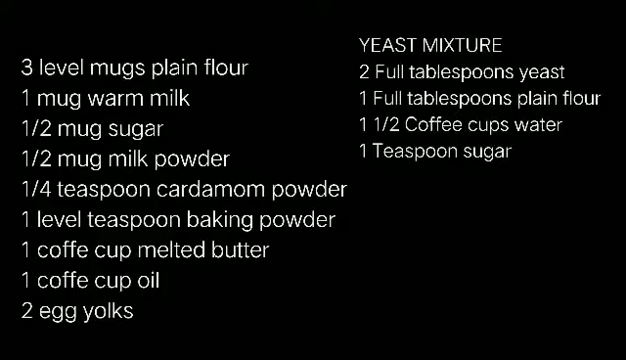 3 level mugs plain flour
1 mug warm milk
1/2 mug sugar
1/2 mug milk powder
1/4 teaspoon cardamom powder
1 level teaspoon baking powder
1 coffe cup melted butter
1 coffe cup oil
2 egg yolks
YEAST MIXTURE
2 Full tablespoons yeast
1 Full tablespoons plain flour
1 1/2 Coffee cups water
1 Teaspoon sugar